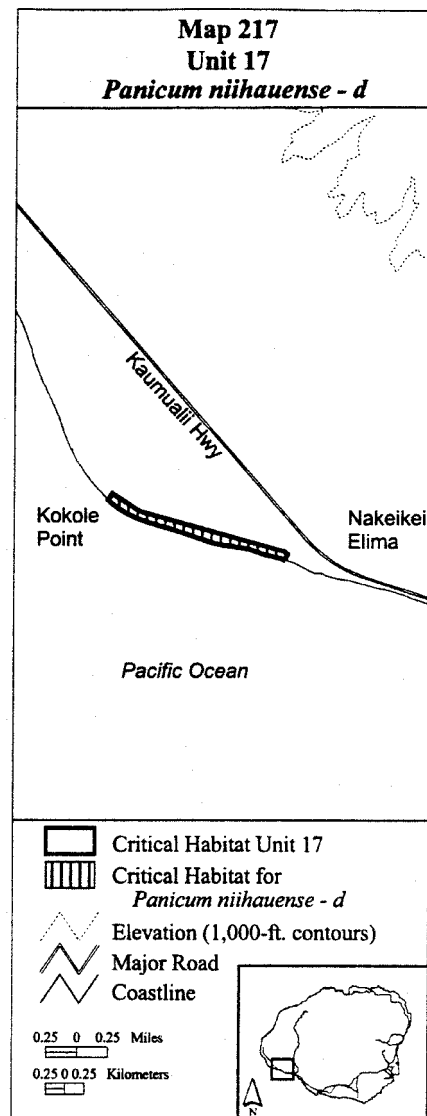 Map 217
Unit 17
Panicum niihauense - d
Kaumualii Hwy
Kokole
Point
Nakeikei
Elima
Pacific Ocean
Critical Habitat Unit 17
Critical Habitat for
Panicum niihauense - d
Elevation (1,000-ft. contours)
Major Road
Coastline
0.25 0 0.25 Miles
0.25 0 0.25 Kilometers
N